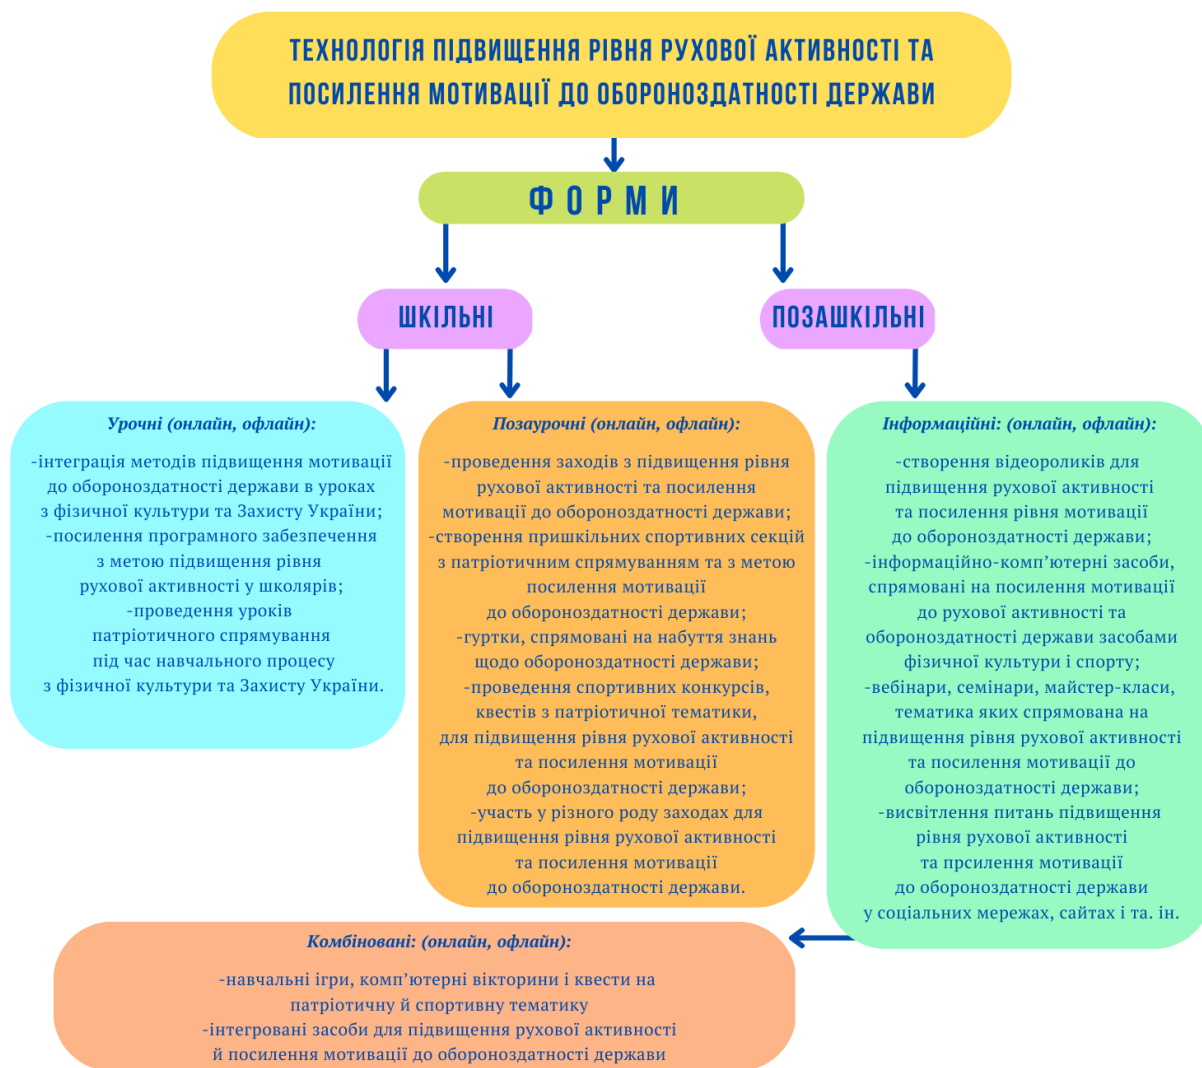 ТЕХНОЛОГІЯ ПІДВИЩЕННЯ РІВНЯ РУХОВОЇ АКТИВНОСТІ ТА
ПОСИЛЕННЯ МОТИВАЦІЇ ДО ОБОРОНОЗДАТНОСТІ ДЕРЖАВИ
ФОРМИ
ШКІЛЬНІ
ПОЗАШКІЛЬНІ
Урочні (онлайн, офлайн):
-інтеграція методів підвищення мотивації
до обороноздатності держави в уроках
з фізичної культури та Захисту України;
-посилення програмного забезпечення
з метою підвищення рівня
рухової активності у школярів;
-проведення уроків
патріотичного спрямування
під час навчального процесу
з фізичної культури та Захисту України.
Позаурочні (онлайн, офлайн):
-проведення заходів з підвищення рівня
рухової активності та посилення
мотивації до обороноздатності держави;
-створення пришкільних спортивних секцій
з патріотичним спрямуванням та з метою
посилення мотивації
до обороноздатності держави;
-гуртки, спрямовані на набуття знань
щодо обороноздатності держави;
-проведення спортивних конкурсів,
квестів з патріотичної тематики,
для підвищення рівня рухової активності
та посилення мотивації
до обороноздатності держави;
-участь у різного роду заходах для
підвищення рівня рухової активності
та посилення мотивації
до обороноздатності держави.
Інформаційні: (онлайн, офлайн):
-створення відеороликів для
підвищення рухової активності
та посилення рівня мотивації
до обороноздатності держави;
-інформаційно-комп’ютерні засоби,
спрямовані на посилення мотивації
до рухової активності та
обороноздатності держави засобами
фізичної культури і спорту;
-вебінари, семінари, майстер-класи,
тематика яких спрямована на
підвищення рівня рухової активності
та посилення мотивації до
обороноздатності держави;
-висвітлення питань підвищення
рівня рухової активності
та прсилення мотивації
до обороноздатності держави
у соціальних мережах, сайтах і та. ін.
Комбіновані: (онлайн, офлайн):
-навчальні ігри, комп’ютерні вікторини і квести на
патріотичну й спортивну тематику
-інтегровані засоби для підвищення рухової активності
й посилення мотивації до обороноздатності держави